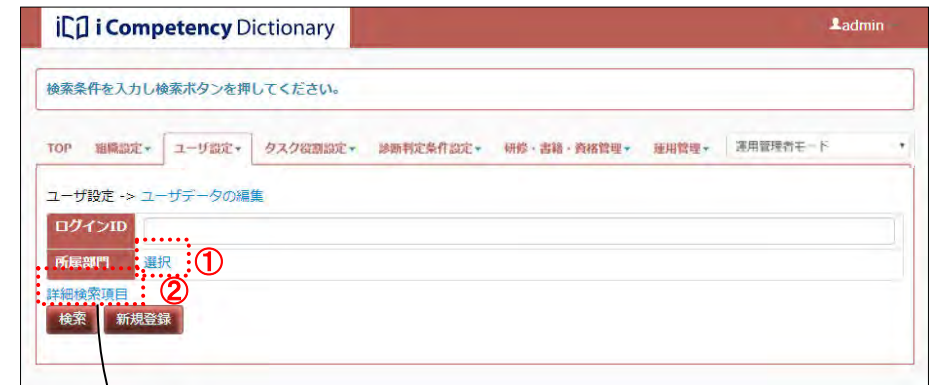 i Competency Dictionary
admin
検索条件を入力し検索ボタンを押してください。
TOP 組織設定 ユーザ設定 タスク役割設定 診断判定条件設定 研修・書籍・資格管理 運用管理 運用管理者モード
ユーザ設定 -> ユーザデータの編集
ログインID
所属部門 選択 ①
詳細検索項目 ②
検索 新規登録